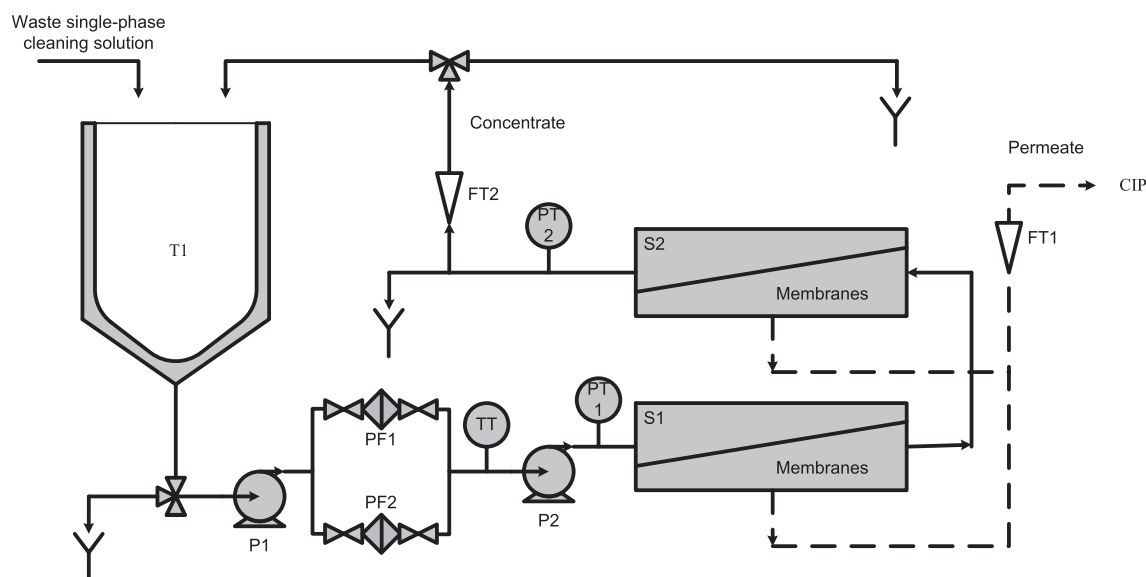 Waste single-phase
cleaning solution
Concentrate
Permeate
CIP
FT2
PT
2
FT1
T1
S2
Membranes
PT
1
TT
S1
Membranes
PF1
PF2
P1
P2